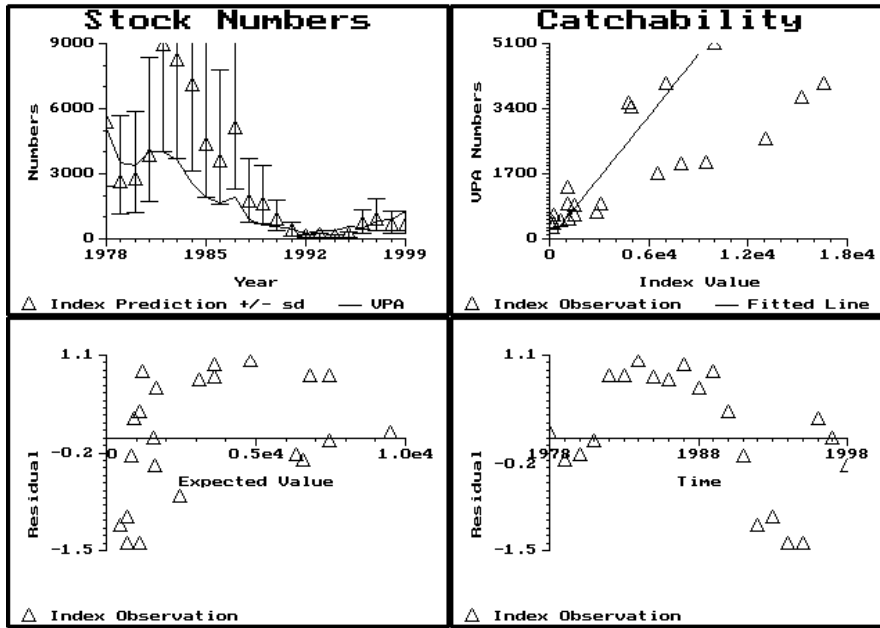 Stock Numbers
9000
6000
3000
0
Numbers
1978
1985
1992
1999
Year
Index Prediction +/- sd
VPA
Catchability
5100
3400
1700
0
VPA Numbers
0
0.6e4
1.2e4
1.8e4
Index Value
Index Observation
Fitted Line
1.1
-0.2
-1.5
Residual
0
0.5e4
1.0e4
Expected Value
Index Observation
1.1
-0.2
-1.5
Residual
1978
1988
1998
Time
Index Observation